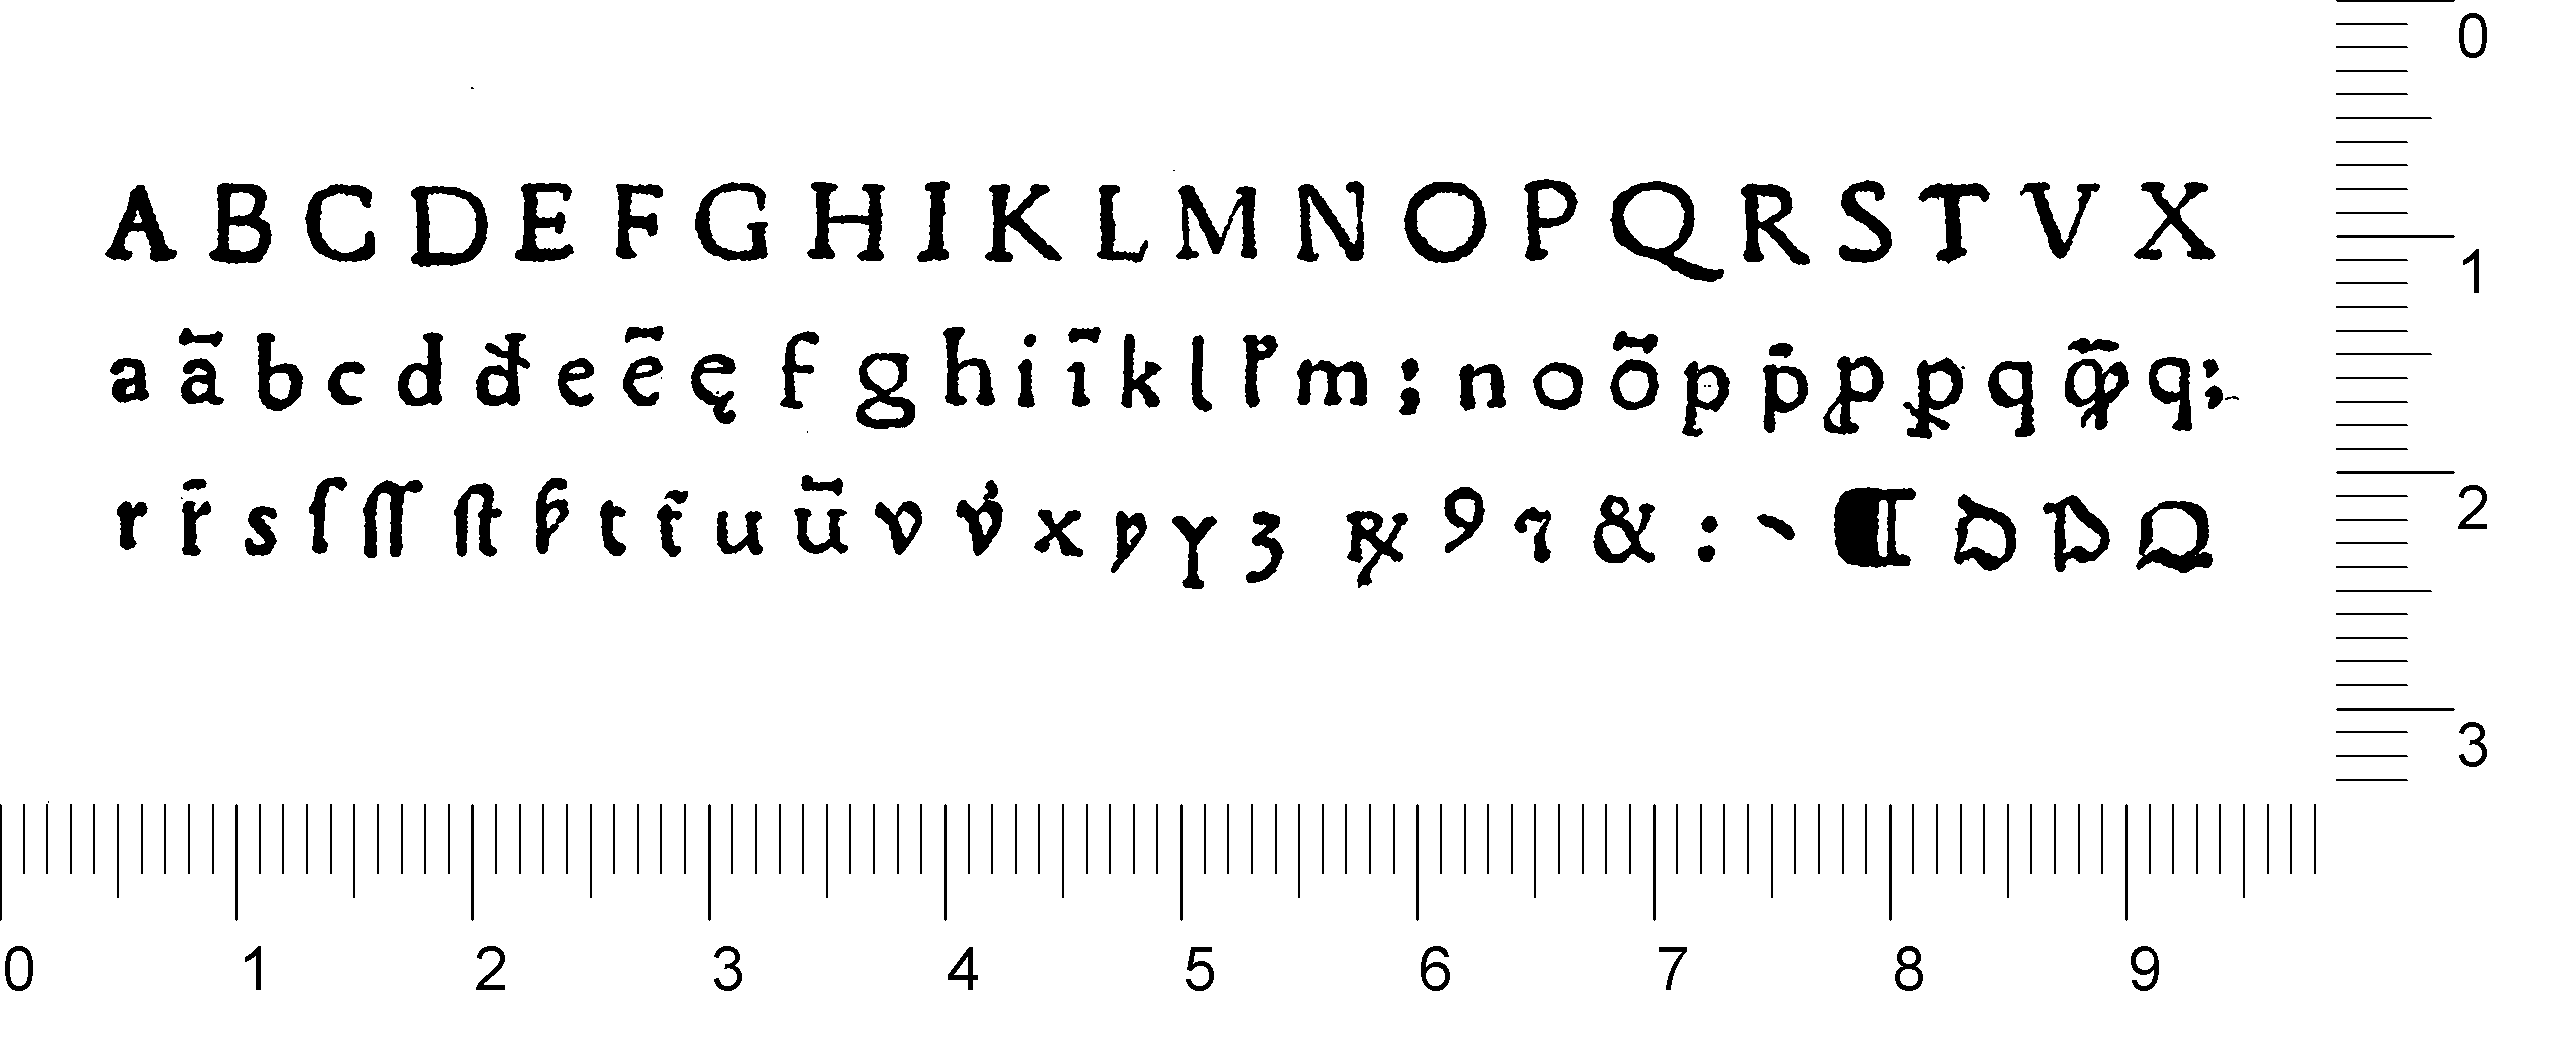 A B C D E F G H I K L M N O P Q R S T V X
a ã b c d đ e ẽ ę f g h i ĩ k l l̛ m ; n o õ p p̄ ꝓ ꝑ q q̃ꝫ q;
r r̄ s ſ ſſ ſt ꝭ t t̄ u ũ v v̛ x ꝩ y ʒ ꝶ ꝯ ⁊ & : ` ¶ Ↄ D Q
0 1 2 3
0 1 2 3 4 5 6 7 8 9